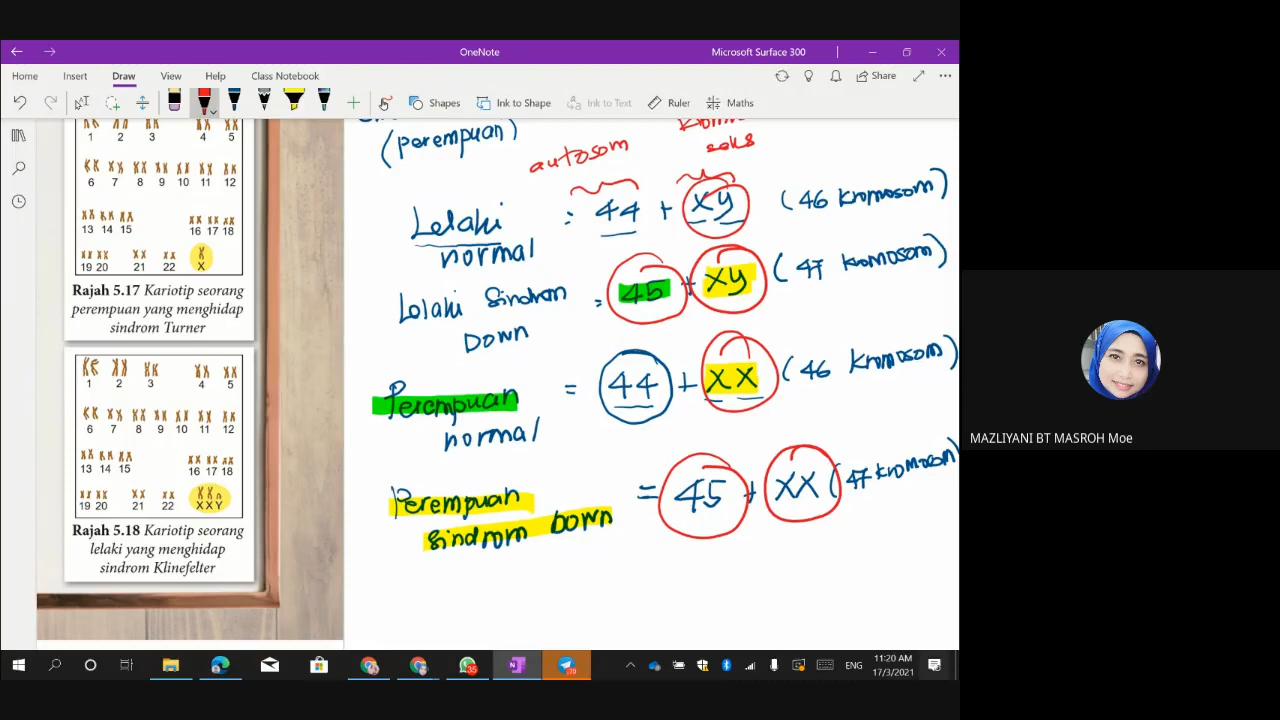 OneNote
Microsoft Surface 300
Home Insert Draw View Help Class Notebook
Share
Shapes Ink to Shape Ink to Text Ruler Maths
1 2 3 4 5
6 7 8 9 10 11 12
13 14 15 16 17 18
19 20 21 22 X
Rajah 5.17 Kariotip seorang
perempuan yang menghidap
sindrom Turner
1 2 3 4 5
6 7 8 9 10 11 12
13 14 15 16 17 18
19 20 21 22 XXY
Rajah 5.18 Kariotip seorang
lelaki yang menghidap
sindrom Klinefelter
(perempuan)
autosom
seks
Lelaki normal = 44 + XY (46 kromosom)
Lelaki Sindrom Down = 45 + XY (47 kromosom)
Perempuan normal = 44 + XX (46 kromosom)
Perempuan sindrom Down = 45 + XX (47 kromosom)
MAZLIYANI BT MASROH Moe
35
ENG
11:20 AM
17/3/2021